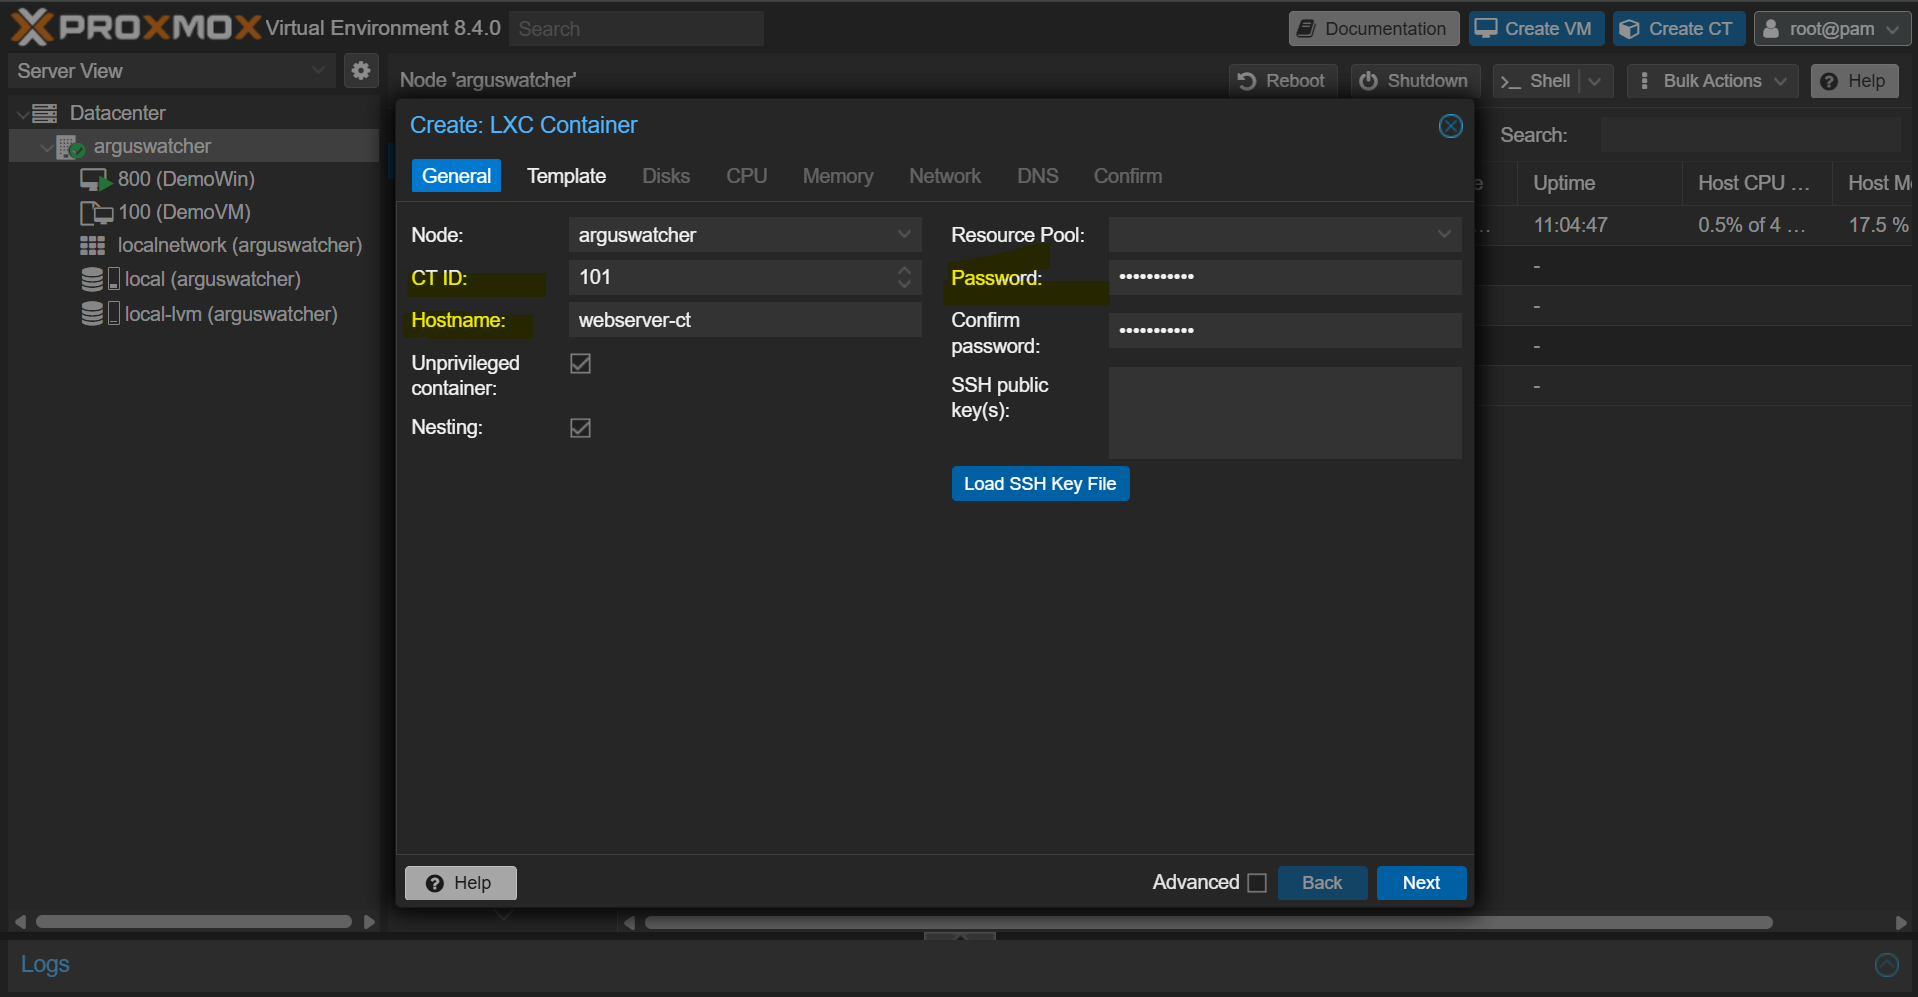 PROXMOX Virtual Environment 8.4.0 Search Documentation Create VM Create CT root@pam
Server View
Node 'arguswatcher' Reboot Shutdown >_ Shell Bulk Actions Help
Datacenter
arguswatcher
800 (DemoWin)
100 (DemoVM)
localnetwork (arguswatcher)
local (arguswatcher)
local-lvm (arguswatcher)
Create: LXC Container
General Template Disks CPU Memory Network DNS Confirm
Node: arguswatcher
CT ID: 101
Hostname: webserver-ct
Unprivileged
container:
Nesting:
Resource Pool:
Password: •••••••••••
Confirm
password: •••••••••••
SSH public
key(s):
Load SSH Key File
Help Advanced Back Next
Search:
e Uptime Host CPU ... Host M
... 11:04:47 0.5% of 4 ... 17.5 %
-
-
-
-
Logs